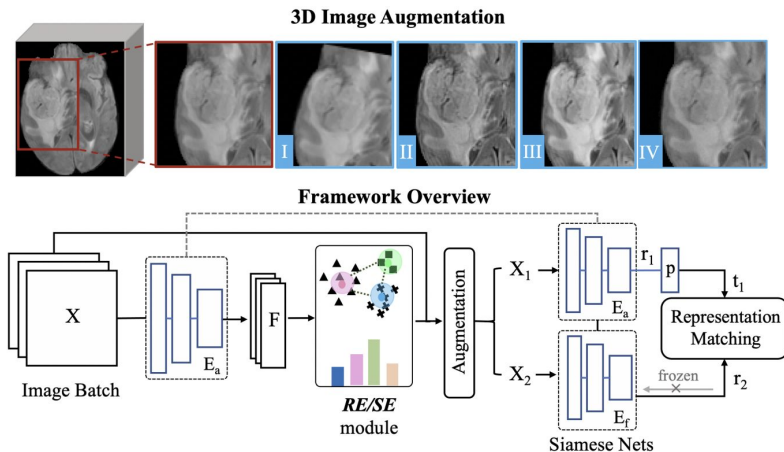 3D Image Augmentation
I
II
III
IV
Framework Overview
X
Image Batch
Eₐ
F
RE/SE
module
Augmentation
X₁
X₂
Eₐ
r₁
p
t₁
Representation
Matching
frozen
r₂
E_f
Siamese Nets